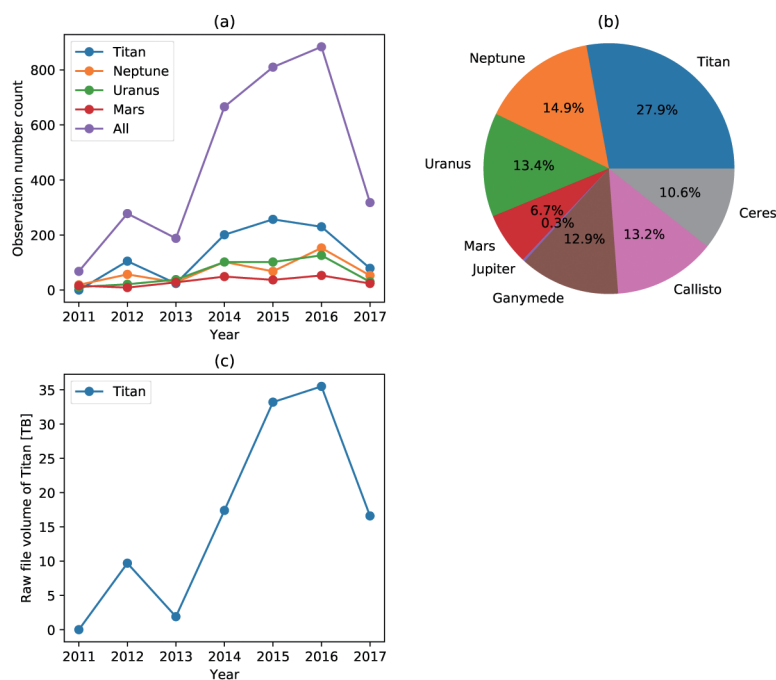 (a)
Titan
Neptune
Uranus
Mars
All
Observation number count
800
600
400
200
0
2011 2012 2013 2014 2015 2016 2017
Year
(b)
Titan
27.9%
Neptune
14.9%
Uranus
13.4%
Mars
6.7%
Jupiter
0.3%
Ganymede
12.9%
Callisto
13.2%
Ceres
10.6%
(c)
Titan
Raw file volume of Titan [TB]
35
30
25
20
15
10
5
0
2011 2012 2013 2014 2015 2016 2017
Year